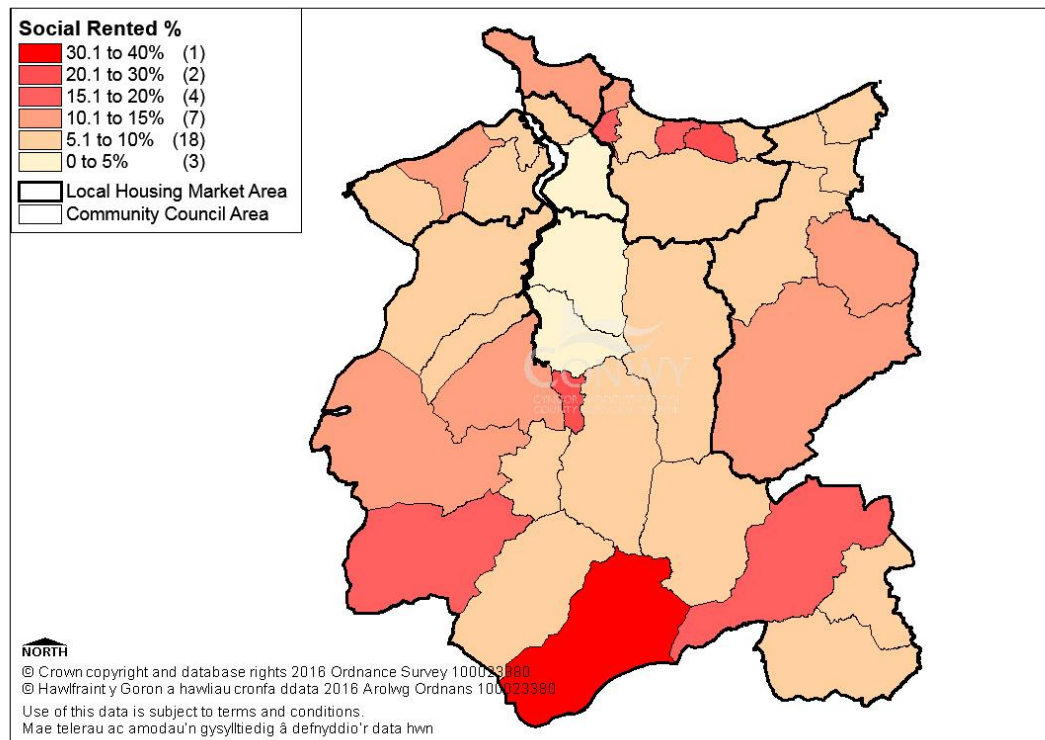 Social Rented %
30.1 to 40% (1)
20.1 to 30% (2)
15.1 to 20% (4)
10.1 to 15% (7)
5.1 to 10% (18)
0 to 5% (3)
Local Housing Market Area
Community Council Area
CONWY
NORTH
© Crown copyright and database rights 2016 Ordnance Survey 100023380
© Hawlfraint y Goron a hawliau cronfa ddata 2016 Arolwg Ordnans 100023380
Use of this data is subject to terms and conditions.
Mae telerau ac amodau'n gysylltiedig â defnyddio'r data hwn